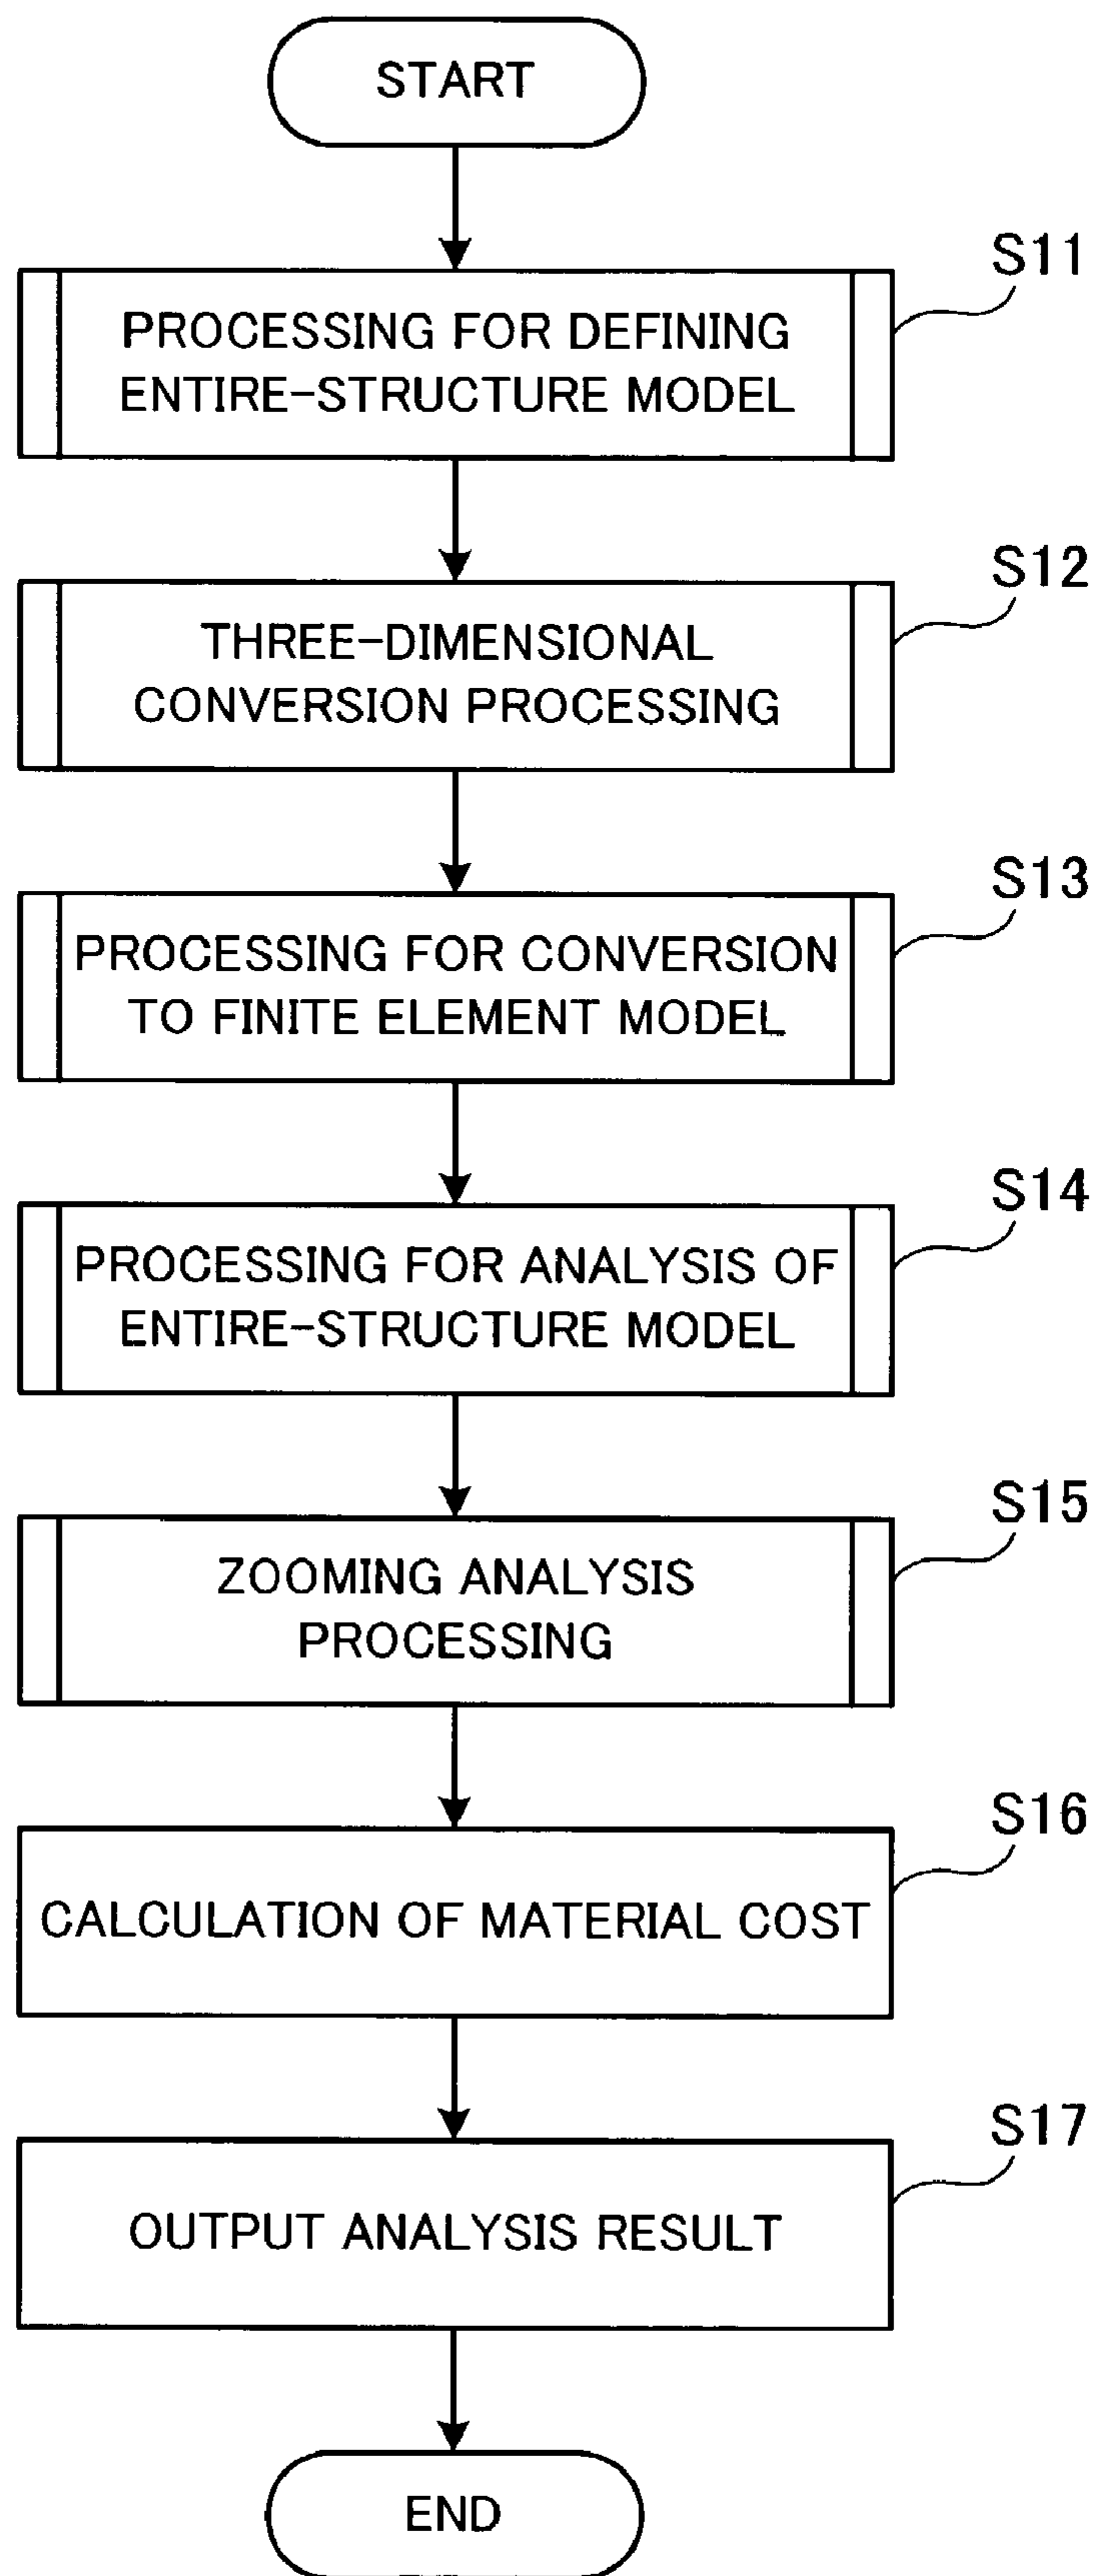 START
S11
PROCESSING FOR DEFINING
ENTIRE-STRUCTURE MODEL
S12
THREE-DIMENSIONAL
CONVERSION PROCESSING
S13
PROCESSING FOR CONVERSION
TO FINITE ELEMENT MODEL
S14
PROCESSING FOR ANALYSIS OF
ENTIRE-STRUCTURE MODEL
S15
ZOOMING ANALYSIS
PROCESSING
S16
CALCULATION OF MATERIAL COST
S17
OUTPUT ANALYSIS RESULT
END